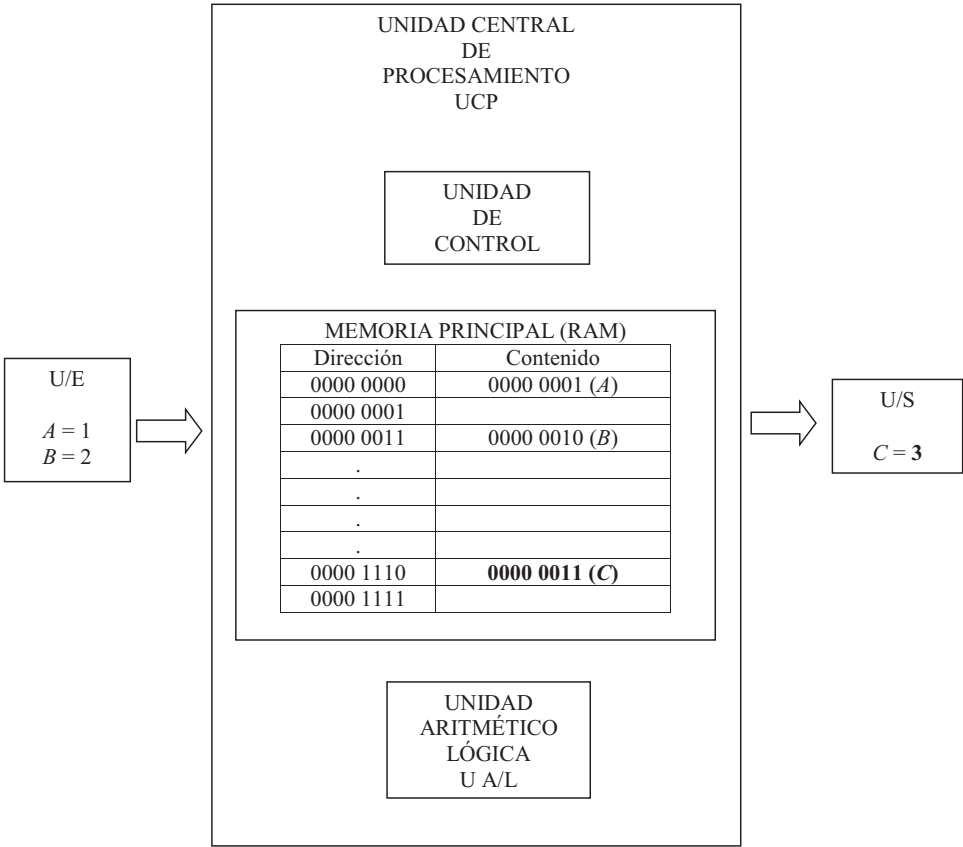 UNIDAD CENTRAL
DE
PROCESAMIENTO
UCP
UNIDAD
DE
CONTROL
U/E
A = 1
B = 2
MEMORIA PRINCIPAL (RAM)
Dirección Contenido
0000 0000 0000 0001 (A)
0000 0001
0000 0011 0000 0010 (B)
.
.
.
.
0000 1110 0000 0011 (C)
0000 1111
U/S
C = 3
UNIDAD
ARITMÉTICO
LÓGICA
U A/L